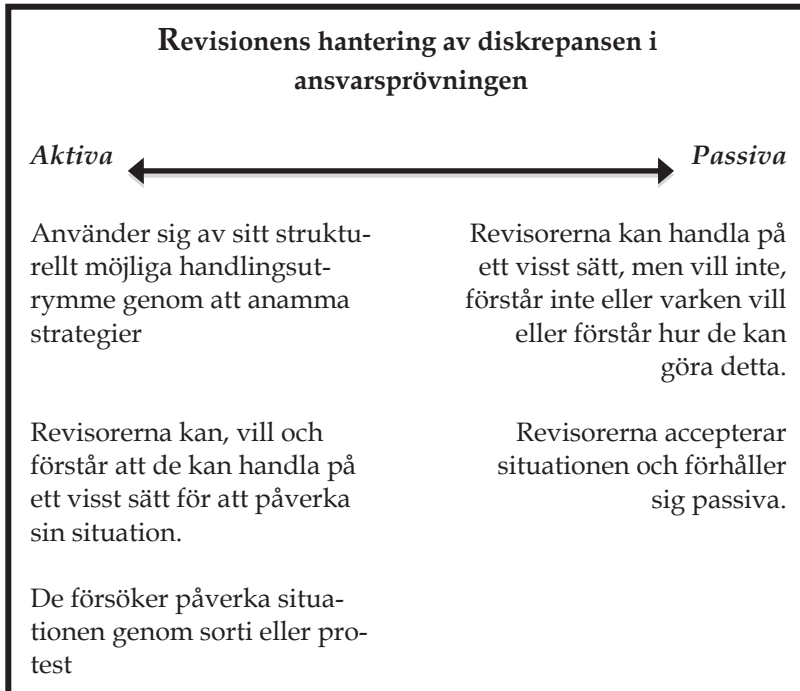 Revisionens hantering av diskrepansen i
ansvarsprövningen
Aktiva
Passiva
Använder sig av sitt struktu-
rellt möjliga handlingsut-
rymme genom att anamma
strategier
Revisorerna kan, vill och
förstår att de kan handla på
ett visst sätt för att påverka
sin situation.
De försöker påverka situa-
tionen genom sorti eller pro-
test
Revisorerna kan handla på
ett visst sätt, men vill inte,
förstår inte eller varken vill
eller förstår hur de kan
göra detta.
Revisorerna accepterar
situationen och förhåller
sig passiva.